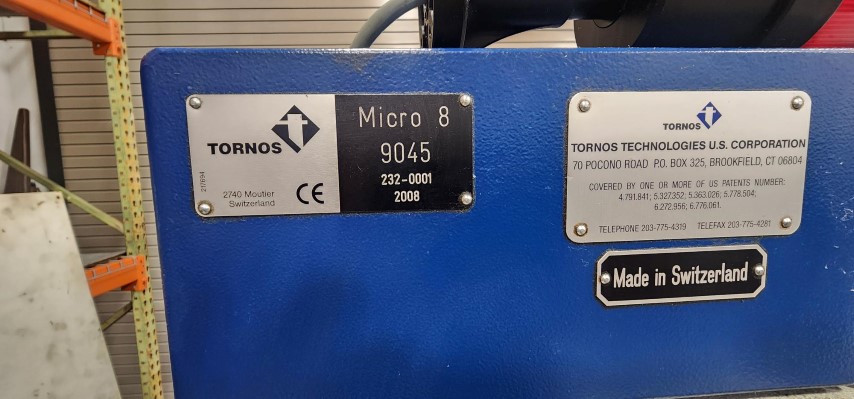 TORNOS
217694
2740 Moutier
Switzerland
CE
Micro 8
9045
232-0001
2008
TORNOS
TORNOS TECHNOLOGIES U.S. CORPORATION
70 POCONO ROAD P.O. BOX 325, BROOKFIELD, CT 06804
COVERED BY ONE OR MORE OF US PATENTS NUMBER:
4.791.841; 5.327.352; 5.363.026; 5.778.504;
6.272.956; 6.776.061.
TELEPHONE 203-775-4319 TELEFAX 203-775-4281
Made in Switzerland